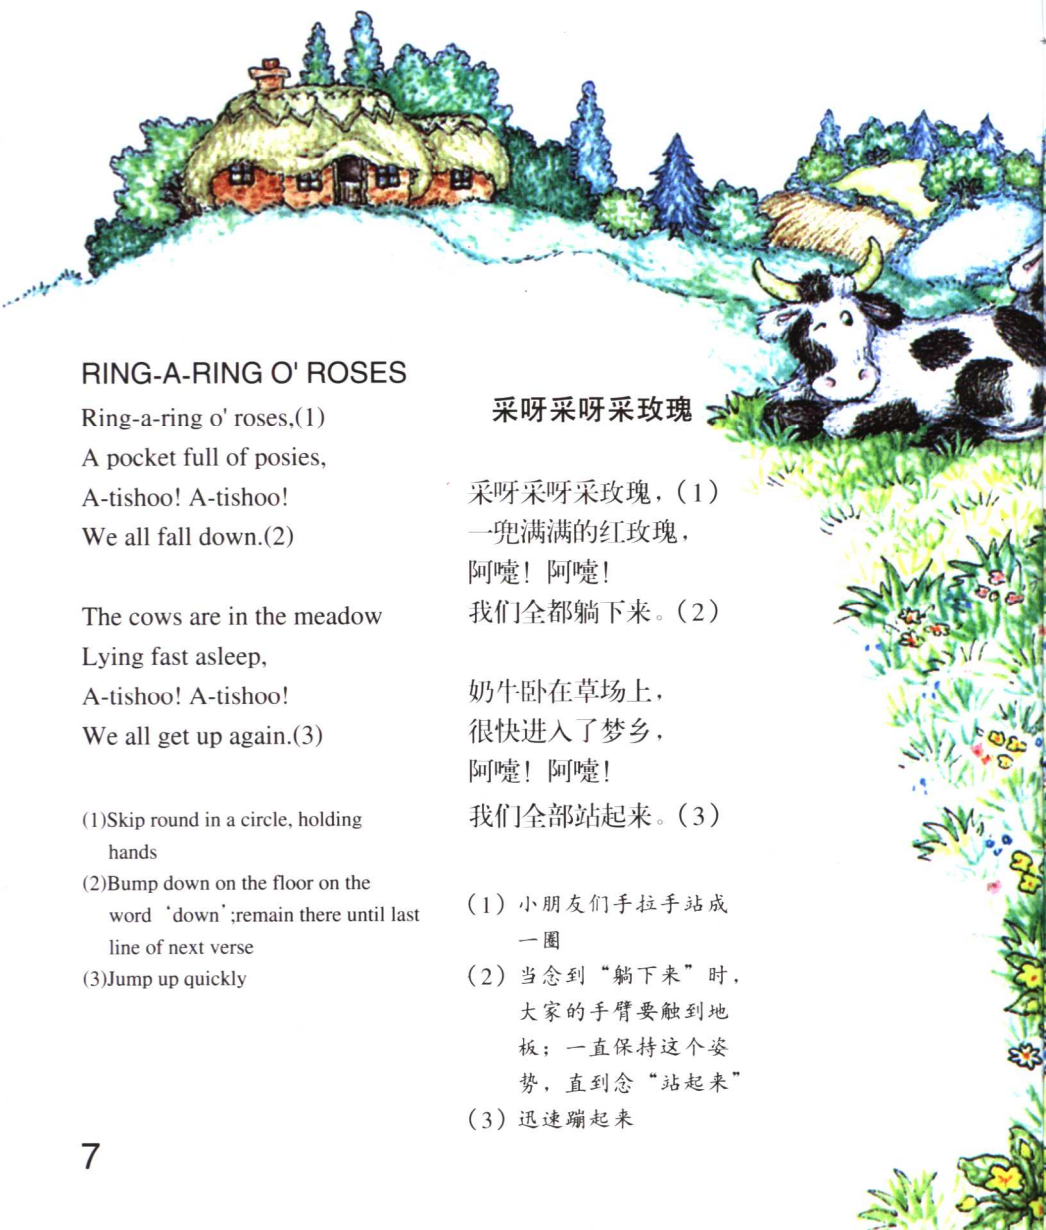 RING-A-RING O' ROSES
Ring-a-ring o' roses,(1)
A pocket full of posies,
A-tishoo! A-tishoo!
We all fall down.(2)
The cows are in the meadow
Lying fast asleep,
A-tishoo! A-tishoo!
We all get up again.(3)
(1)Skip round in a circle, holding
hands
(2)Bump down on the floor on the
word ‘down’;remain there until last
line of next verse
(3)Jump up quickly
采呀采呀采玫瑰
采呀采呀采玫瑰，（1）
一兜满满的红玫瑰，
阿嚏！阿嚏！
我们全都躺下来。（2）
奶牛卧在草场上，
很快进入了梦乡，
阿嚏！阿嚏！
我们全部站起来。（3）
（1）小朋友们手拉手站成
一圈
（2）当念到“躺下来”时，
大家的手臂要触到地
板；一直保持这个姿
势，直到念“站起来”
（3）迅速蹦起来
7